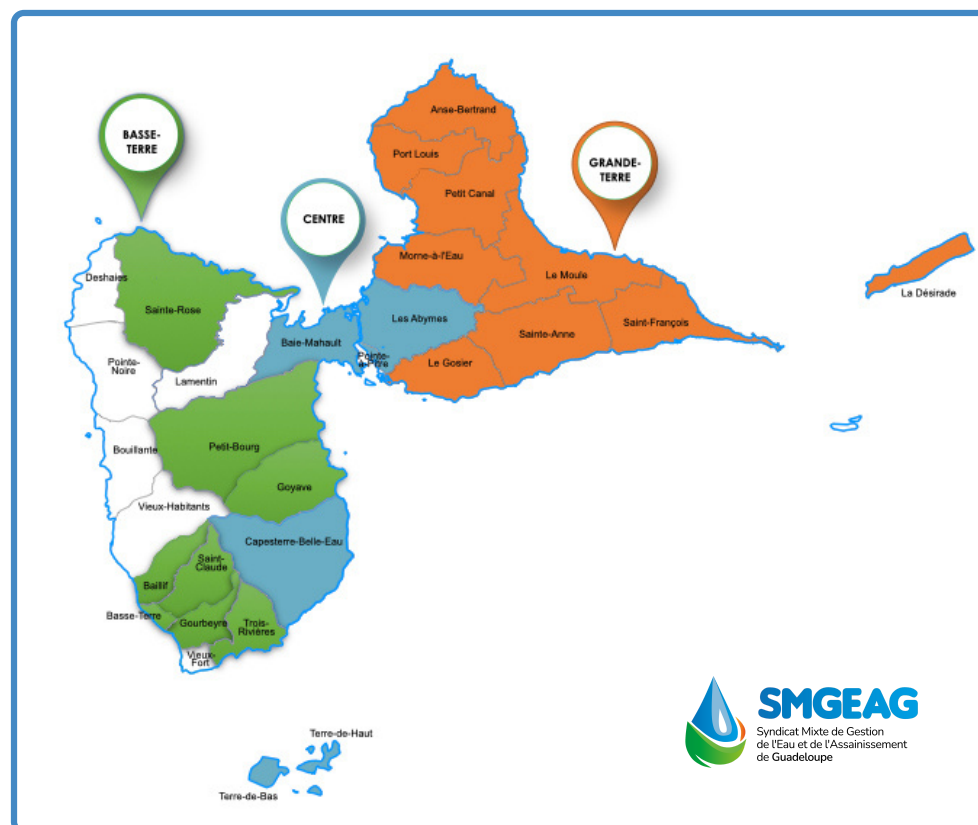 BASSE-
TERRE
CENTRE
GRANDE-
TERRE
Anse-Bertrand
Port Louis
Petit Canal
Morne-à-l'Eau
Le Moule
Les Abymes
Sainte-Anne
Saint-François
Le Gosier
La Désirade
Deshaies
Sainte-Rose
Baie-Mahault
Pointe-
à-Pitre
Pointe-
Noire
Lamentin
Bouillante
Petit-Bourg
Goyave
Vieux-Habitants
Capesterre-Belle-Eau
Saint-
Claude
Baillif
Basse-Terre
Gourbeyre
Trois-
Rivières
Vieux-
Fort
Terre-de-Haut
Terre-de-Bas
SMGEAG
Syndicat Mixte de Gestion
de l'Eau et de l'Assainissement
de Guadeloupe